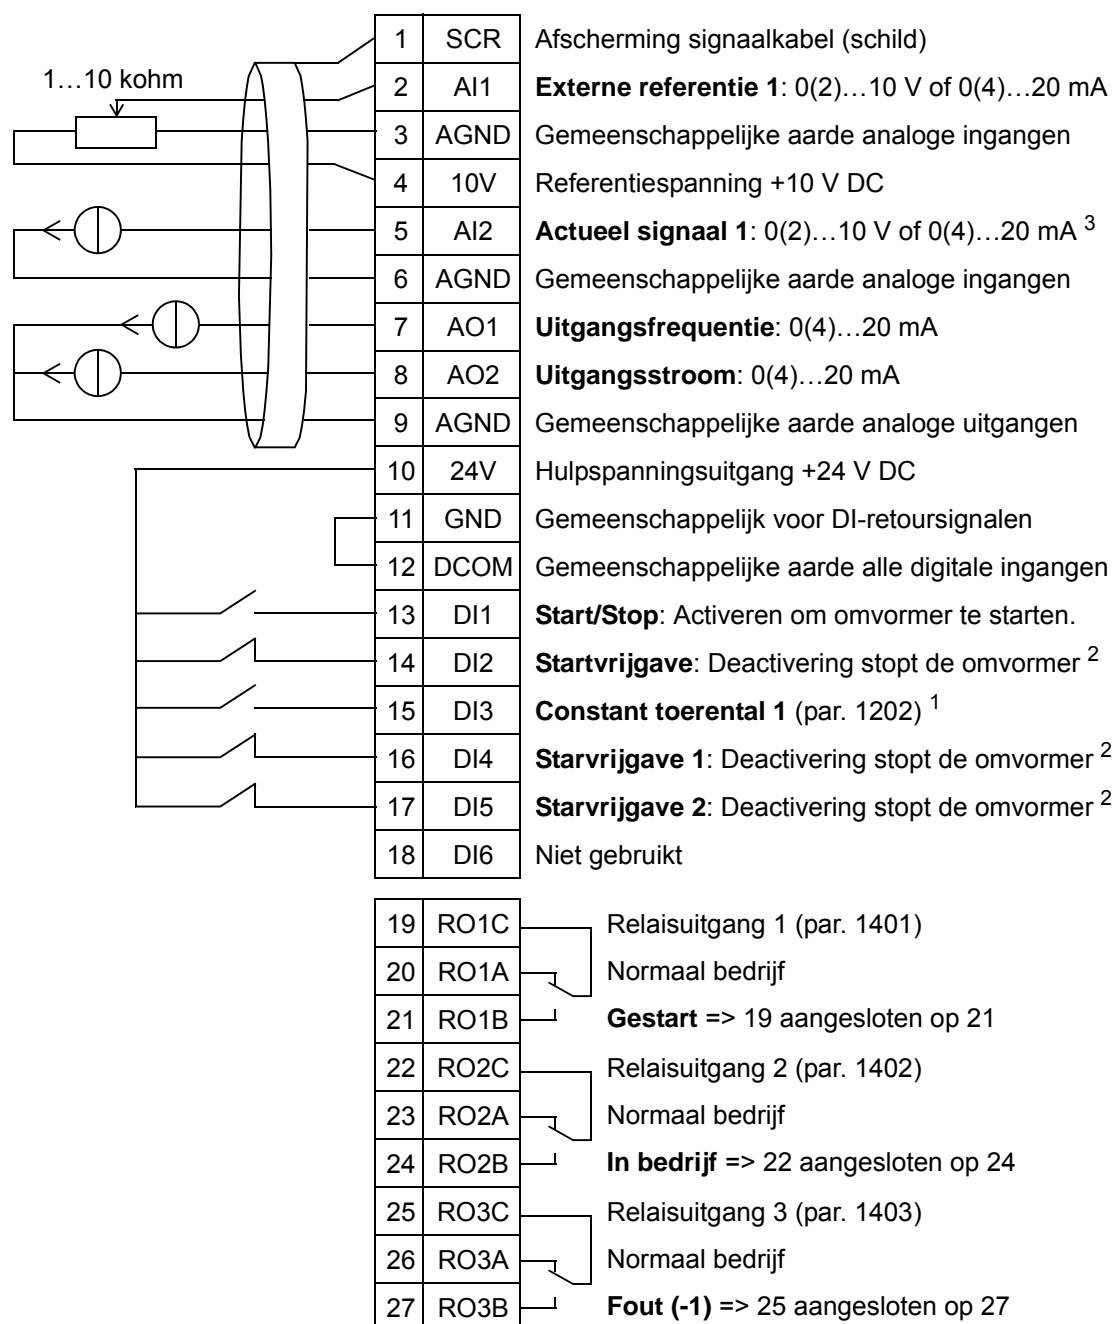 1 SCR Afscherming signaalkabel (schild)
1…10 kohm
2 AI1 Externe referentie 1: 0(2)…10 V of 0(4)…20 mA
3 AGND Gemeenschappelijke aarde analoge ingangen
4 10V Referentiespanning +10 V DC
5 AI2 Actueel signaal 1: 0(2)…10 V of 0(4)…20 mA 3
6 AGND Gemeenschappelijke aarde analoge ingangen
7 AO1 Uitgangsfrequentie: 0(4)…20 mA
8 AO2 Uitgangsstroom: 0(4)…20 mA
9 AGND Gemeenschappelijke aarde analoge uitgangen
10 24V Hulpspanningsuitgang +24 V DC
11 GND Gemeenschappelijk voor DI-retoursignalen
12 DCOM Gemeenschappelijke aarde alle digitale ingangen
13 DI1 Start/Stop: Activeren om omvormer te starten.
14 DI2 Startvrijgave: Deactivering stopt de omvormer 2
15 DI3 Constant toerental 1 (par. 1202) 1
16 DI4 Starvrijgave 1: Deactivering stopt de omvormer 2
17 DI5 Starvrijgave 2: Deactivering stopt de omvormer 2
18 DI6 Niet gebruikt
19 RO1C Relaisuitgang 1 (par. 1401)
20 RO1A Normaal bedrijf
21 RO1B Gestart => 19 aangesloten op 21
22 RO2C Relaisuitgang 2 (par. 1402)
23 RO2A Normaal bedrijf
24 RO2B In bedrijf => 22 aangesloten op 24
25 RO3C Relaisuitgang 3 (par. 1403)
26 RO3A Normaal bedrijf
27 RO3B Fout (-1) => 25 aangesloten op 27